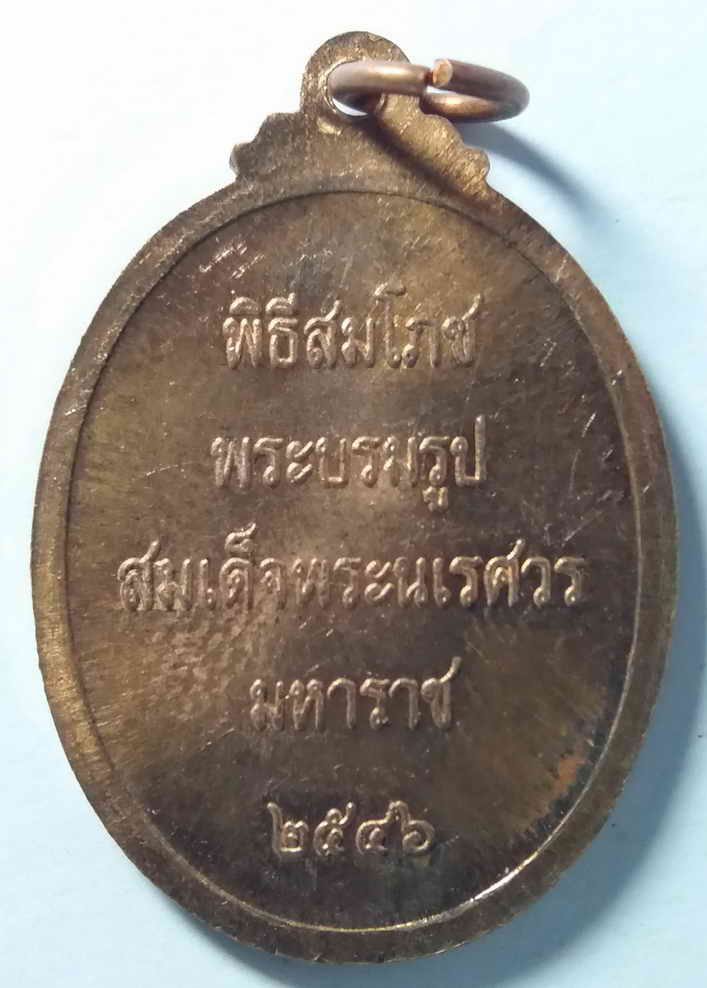 พิธีสมโภช
พระบรมรูป
สมเด็จพระนเรศวร
มหาราช
๒๕๔๖